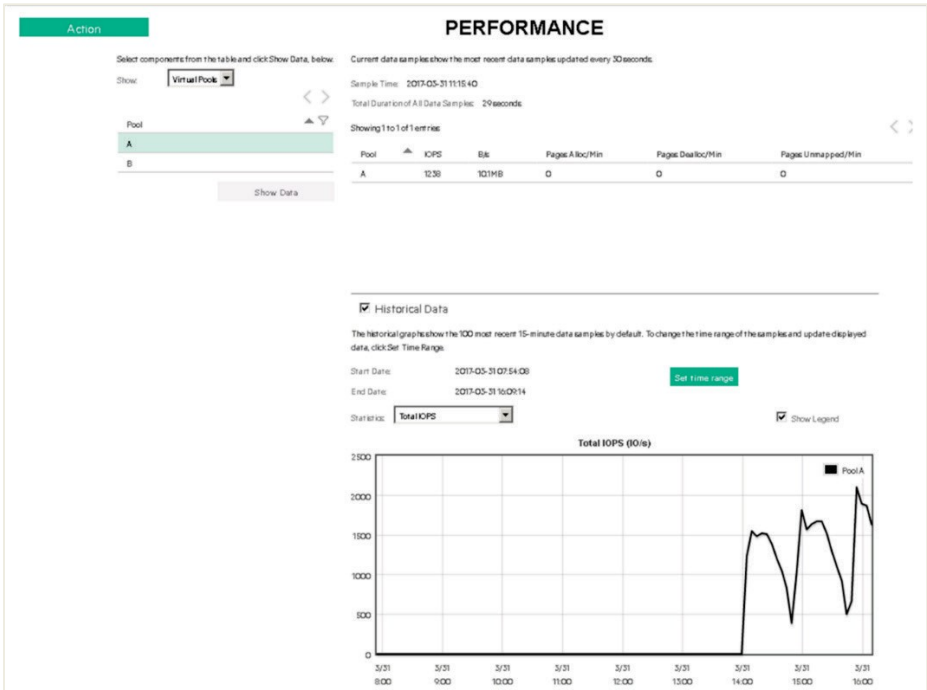 Action
PERFORMANCE
Select components from the table and click Show Data, below.
Show: Virtual Pools
Pool
A
B
Show Data
Current data samples show the most recent data samples updated every 30 seconds.
Sample Time: 2017-03-31 11:15:40
Total Duration of All Data Samples: 29 seconds
Showing 1 to 1 of 1 entries
Pool IOPS B/s Pages Alloc/Min Pages Dealloc/Min Pages Unmapped/Min
A 1238 10.1MB 0 0 0
Historical Data
The historical graphs show the 100 most recent 15-minute data samples by default. To change the time range of the samples and update displayed
data, click Set Time Range.
Start Date: 2017-03-31 07:54:08
Set time range
End Date: 2017-03-31 16:09:14
Statistics: Total IOPS
Show Legend
Total IOPS (IO/s)
Pool A
2500
2000
1500
1000
500
0
3/31 3/31 3/31 3/31 3/31 3/31 3/31 3/31 3/31
8:00 9:00 10:00 11:00 12:00 13:00 14:00 15:00 16:00